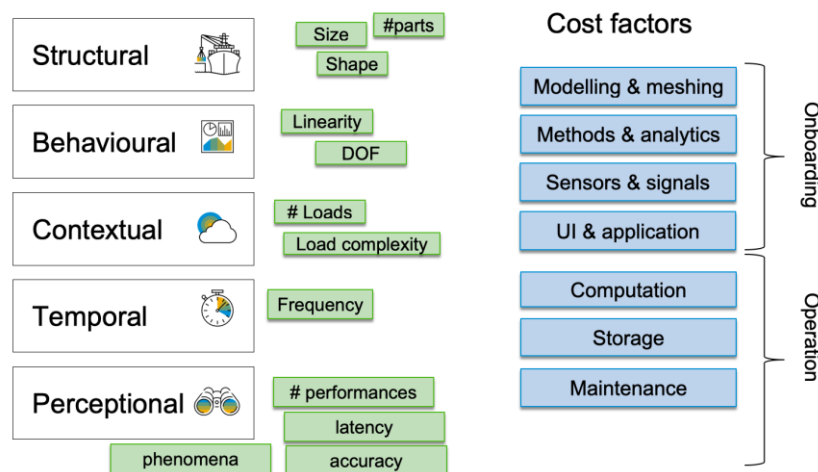 Structural
Size
#parts
Shape
Behavioural
Linearity
DOF
Contextual
# Loads
Load complexity
Temporal
Frequency
Perceptional
# performances
latency
phenomena
accuracy
Cost factors
Modelling & meshing
Methods & analytics
Sensors & signals
UI & application
Onboarding
Computation
Storage
Maintenance
Operation